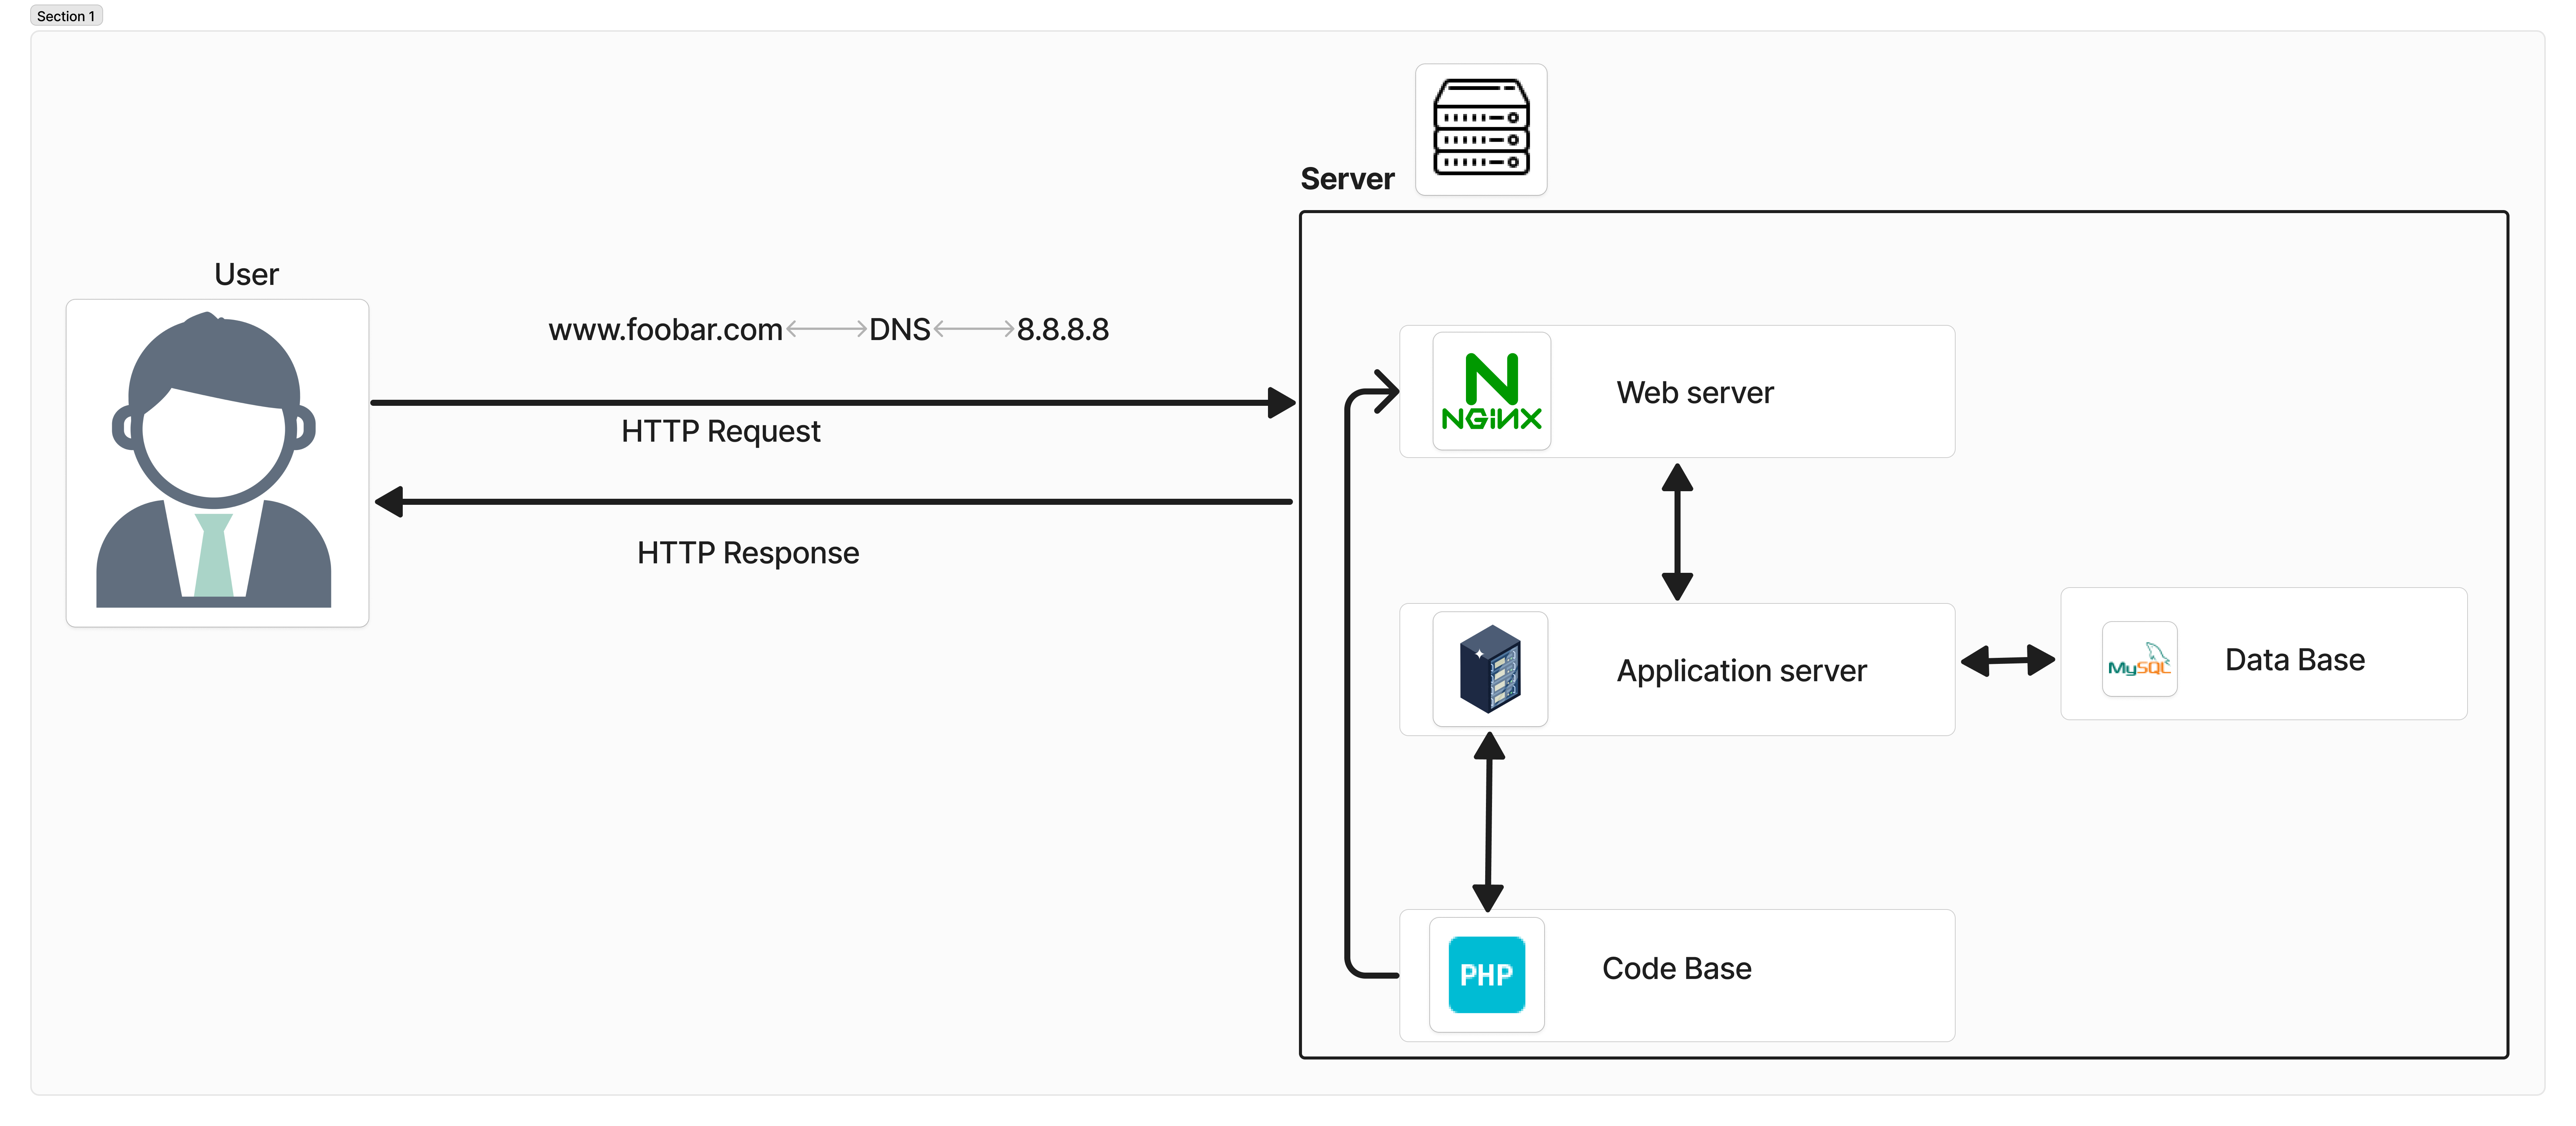 Section 1
Server
User
www.foobar.com DNS 8.8.8.8
HTTP Request
HTTP Response
NGINX
Web server
Application server
MySQL
Data Base
PHP
Code Base